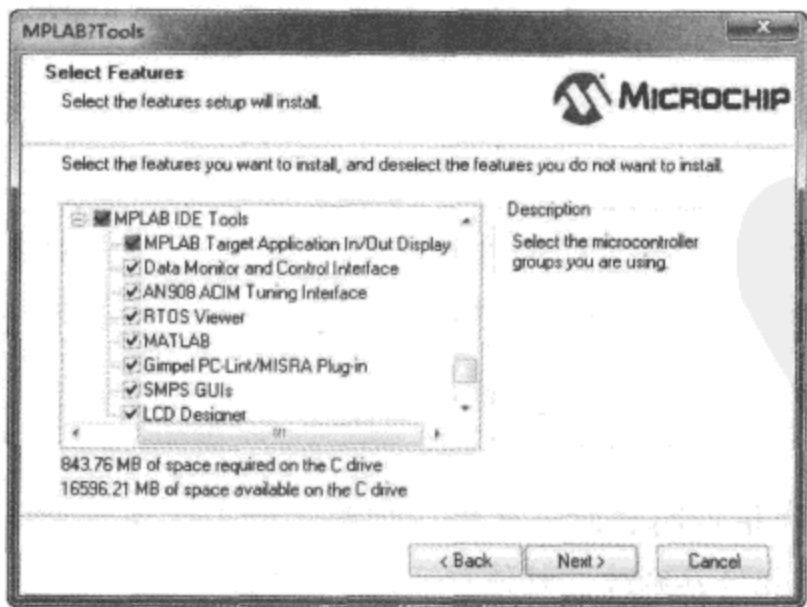 MPLAB?Tools
Select Features
Select the features setup will install.
MICROCHIP
Select the features you want to install, and deselect the features you do not want to install.
MPLAB IDE Tools
MPLAB Target Application In/Out Display
Data Monitor and Control Interface
AN908 ACIM Tuning Interface
RTOS Viewer
MATLAB
Gimpel PC-Lint/MISRA Plug-in
SMPS GUIs
LCD Designer
Description
Select the microcontroller
groups you are using.
843.76 MB of space required on the C drive
16596.21 MB of space available on the C drive
< Back
Next >
Cancel